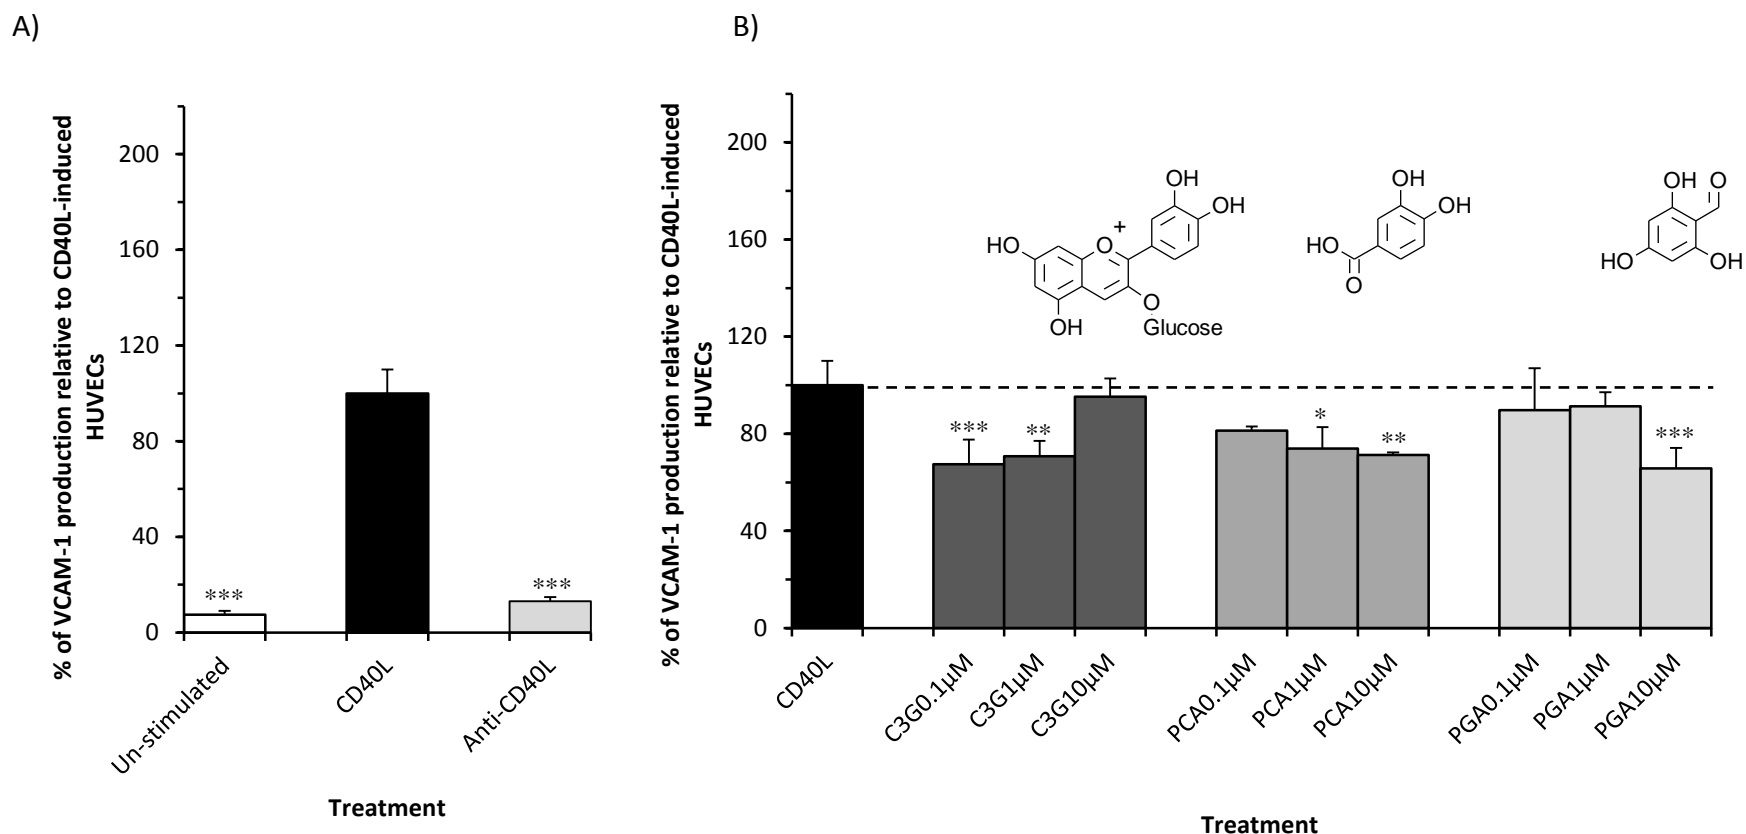 A)
% of VCAM-1 production relative to CD40L-induced
HUVECs
200
160
120
80
40
0
***
***
Un-stimulated
CD40L
Anti-CD40L
Treatment
B)
% of VCAM-1 production relative to CD40L-induced
HUVECs
200
160
120
80
40
0
OH
OH
+
HO
O
O
OH
Glucose
OH
OH
HO
O
OH
O
HO
OH
***
**
*
**
***
CD40L
C3G0.1µM
C3G1µM
C3G10µM
PCA0.1µM
PCA1µM
PCA10µM
PGA0.1µM
PGA1µM
PGA10µM
Treatment